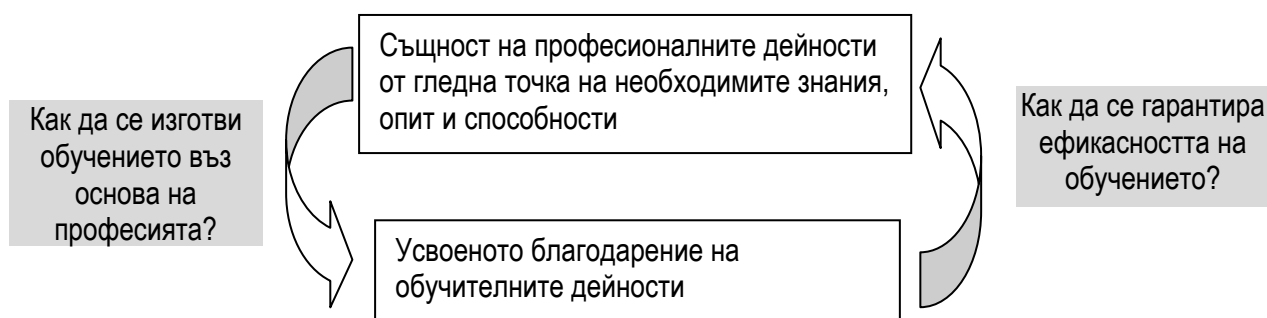 Същност на професионалните дейности
от гледна точка на необходимите знания,
опит и способности
Как да се изготви
обучението въз
основа на
професията?
Как да се гарантира
ефикасността на
обучението?
Усвоеното благодарение на
обучителните дейности